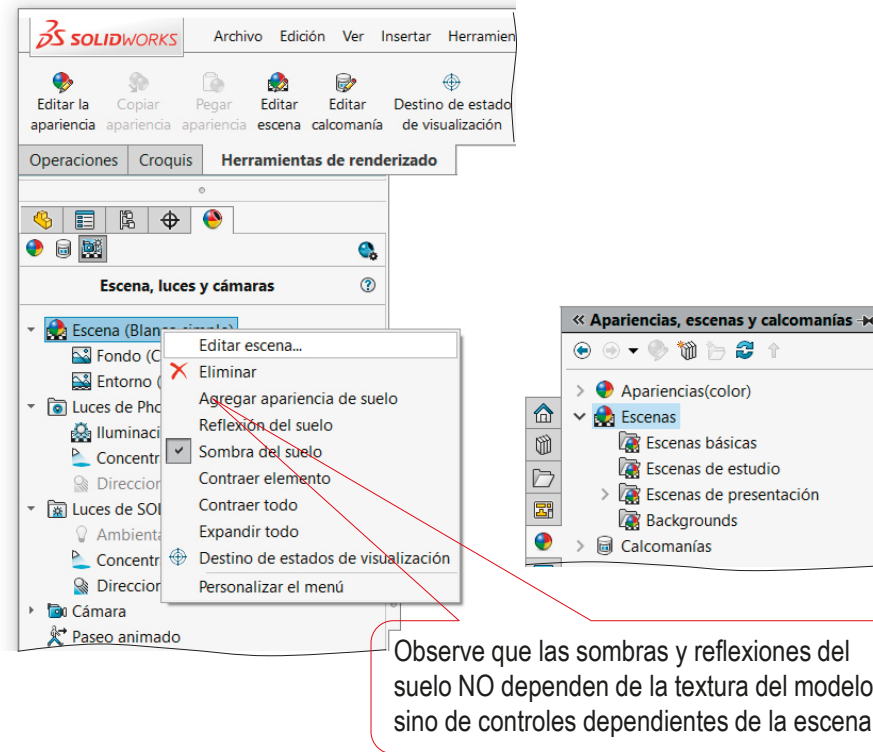 SOLIDWORKS
Archivo Edición Ver Insertar Herramien
Editar la apariencia
Copiar apariencia
Pegar apariencia
Editar escena
Editar calcomanía
Destino de estado de visualización
Operaciones Croquis Herramientas de renderizado
Escena, luces y cámaras
Escena (Blanco simple)
Fondo (C
Entorno (
Luces de Pho
Iluminaci
Concentr
Direccion
Luces de SOL
Ambienta
Concentr
Direccion
Cámara
Paseo animado
Editar escena...
Eliminar
Agregar apariencia de suelo
Reflexión del suelo
Sombra del suelo
Contraer elemento
Contraer todo
Expandir todo
Destino de estados de visualización
Personalizar el menú
Apariencias, escenas y calcomanías
Apariencias(color)
Escenas
Escenas básicas
Escenas de estudio
Escenas de presentación
Backgrounds
Calcomanías
Observe que las sombras y reflexiones del
suelo NO dependen de la textura del modelo
sino de controles dependientes de la escena